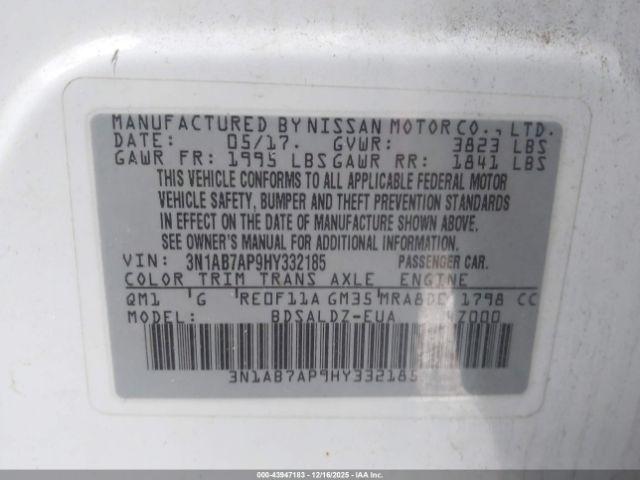 MANUFACTURED BY NISSAN MOTOR CO., LTD.
DATE: 05/17. GVWR: 3823 LBS
GAWR FR: 1995 LBS GAWR RR: 1841 LBS
THIS VEHICLE CONFORMS TO ALL APPLICABLE FEDERAL MOTOR
VEHICLE SAFETY, BUMPER AND THEFT PREVENTION STANDARDS
IN EFFECT ON THE DATE OF MANUFACTURE SHOWN ABOVE.
SEE OWNER'S MANUAL FOR ADDITIONAL INFORMATION.
VIN: 3N1AB7AP9HY332185 PASSENGER CAR.
COLOR TRIM TRANS AXLE ENGINE
QM1 G RE0F11A GM35 MRA8DE 1798 CC
MODEL: BDSALDZ-EUA
3N1AB7AP9HY332185
000-43947183 | 12/16/2025 - IAAI.COM